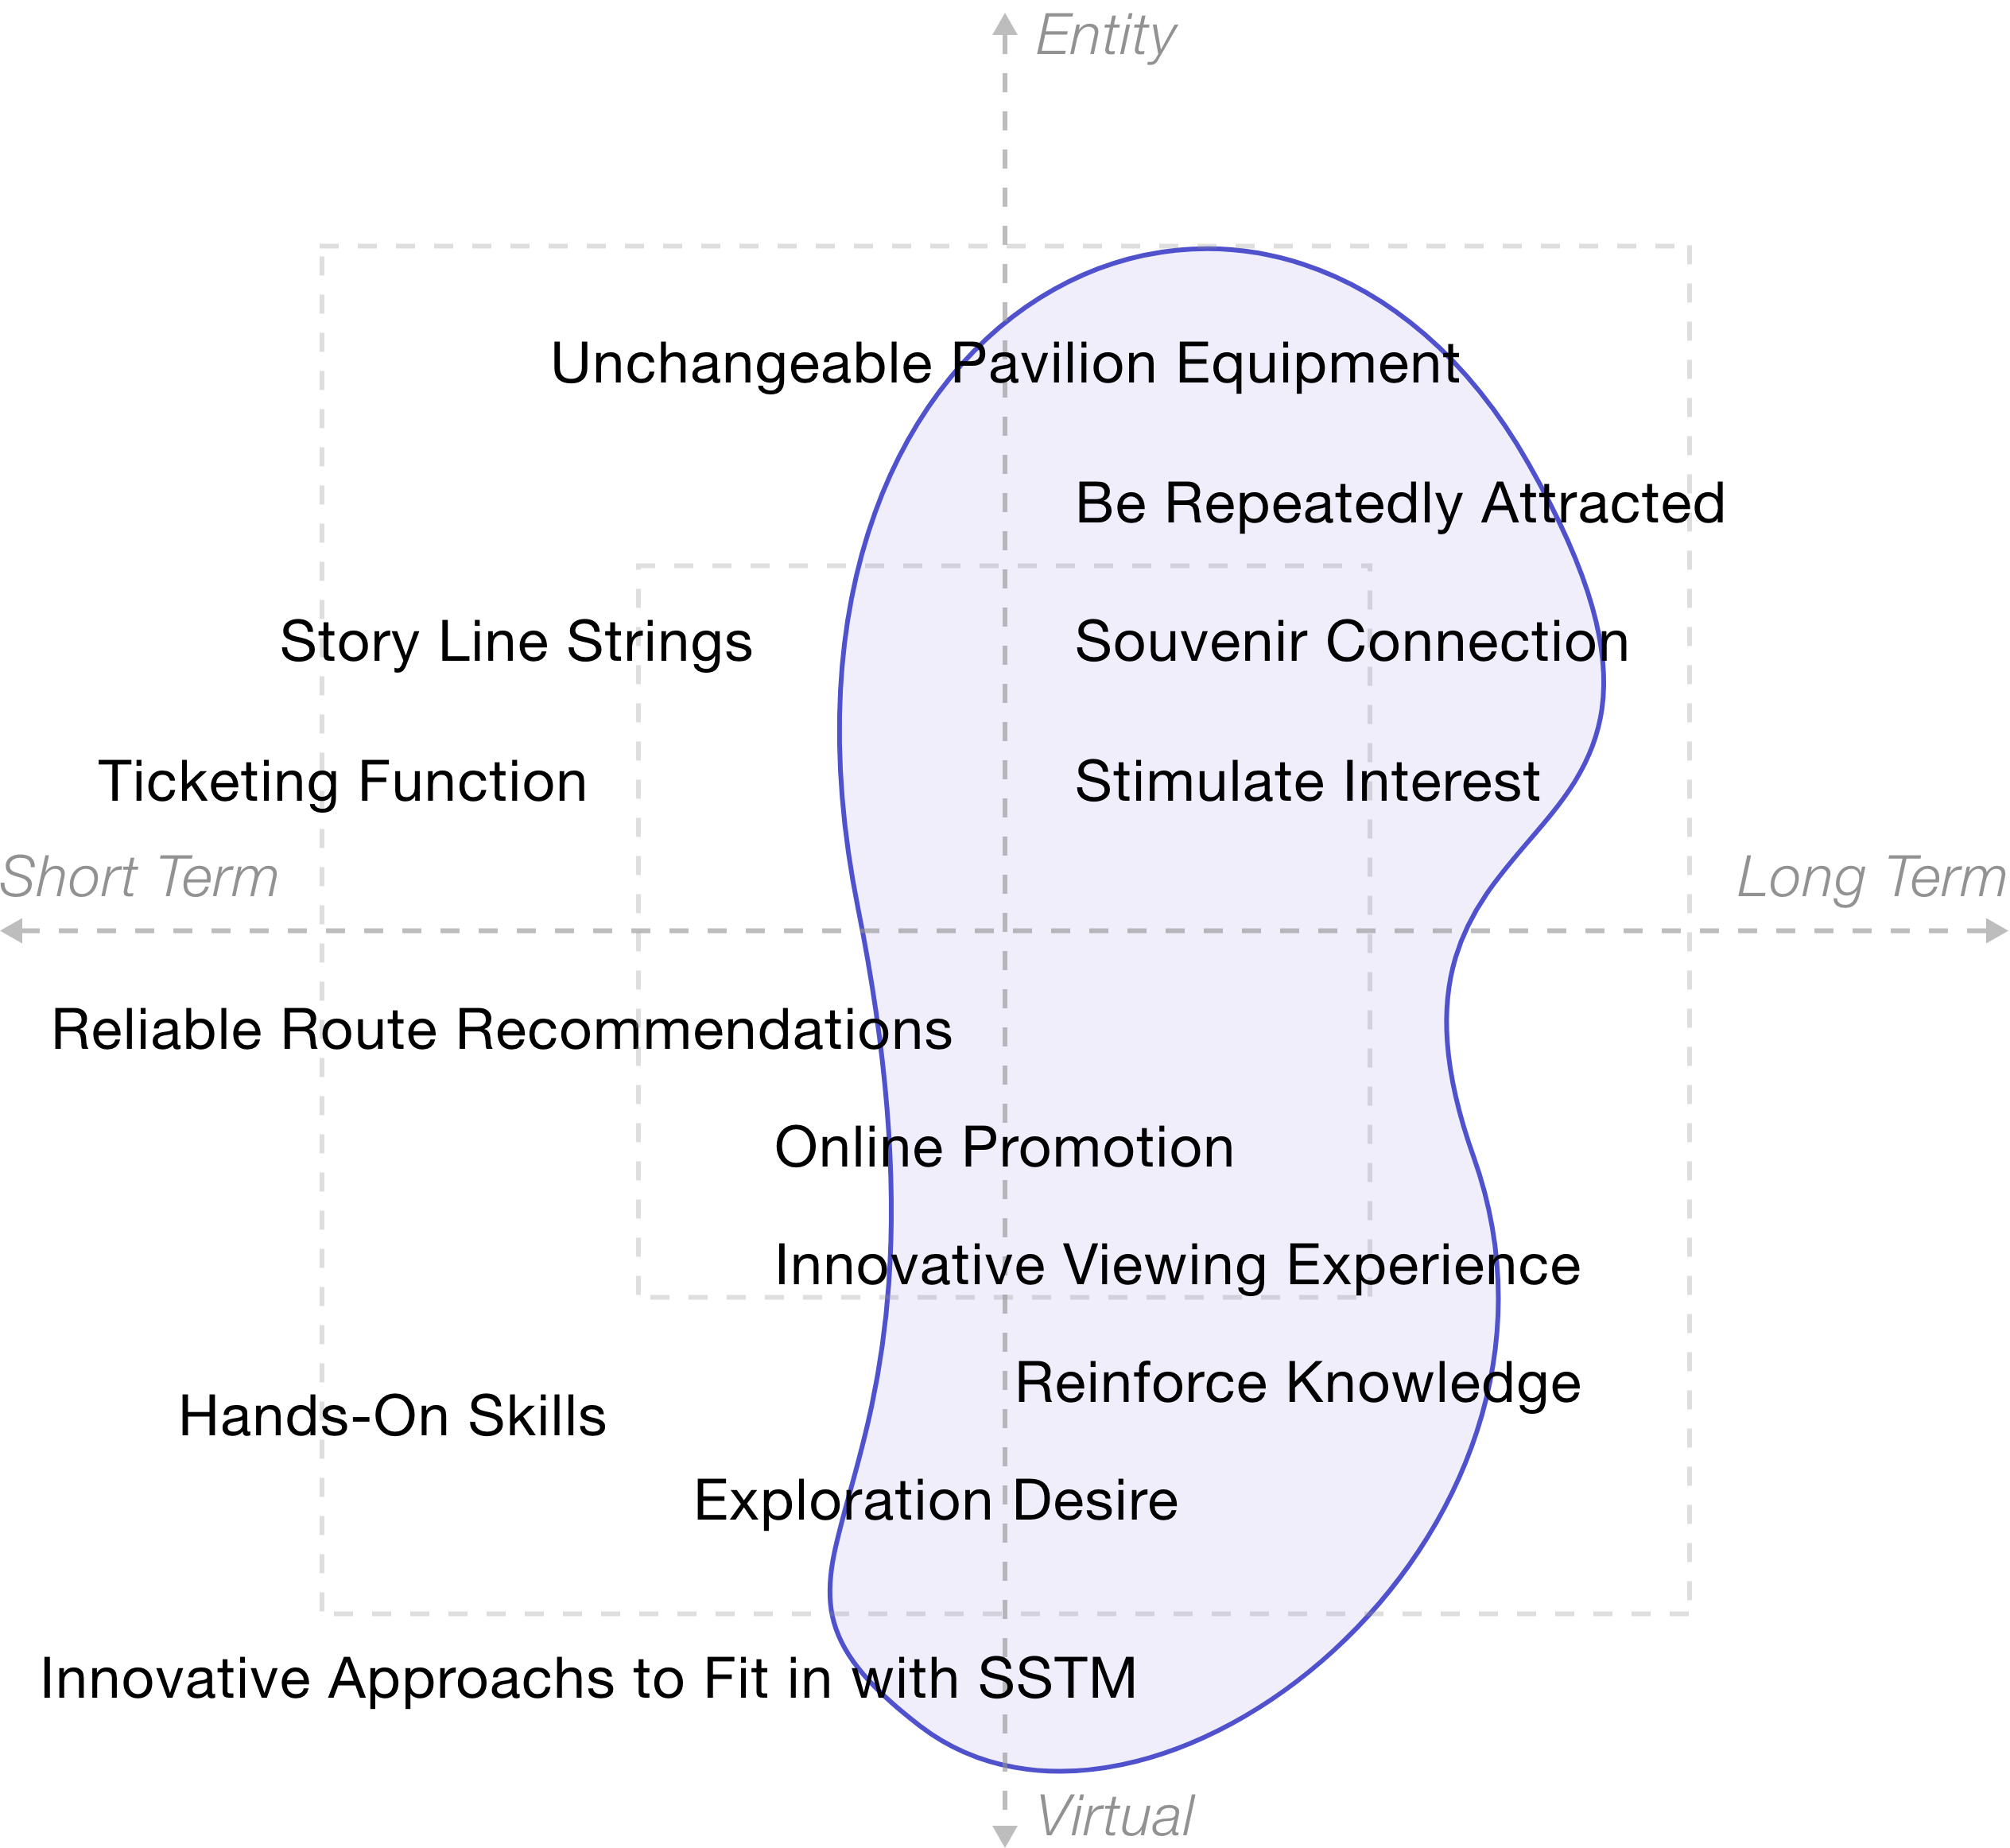 Entity
Unchangeable Pavilion Equipment
Be Repeatedly Attracted
Story Line Strings
Souvenir Connection
Ticketing Function
Stimulate Interest
Short Term
Long Term
Reliable Route Recommendations
Online Promotion
Innovative Viewing Experience
Reinforce Knowledge
Hands-On Skills
Exploration Desire
Innovative Approachs to Fit in with SSTM
Virtual